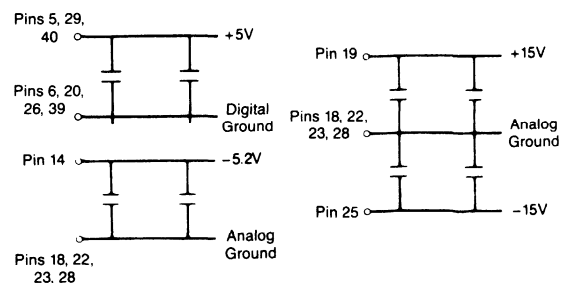 Pins 5, 29,
40
+5V
Pins 6, 20,
26, 39
Digital
Ground
Pin 14
-5.2V
Analog
Ground
Pins 18, 22,
23, 28
Pin 19
+15V
Pins 18, 22,
23, 28
Analog
Ground
Pin 25
-15V